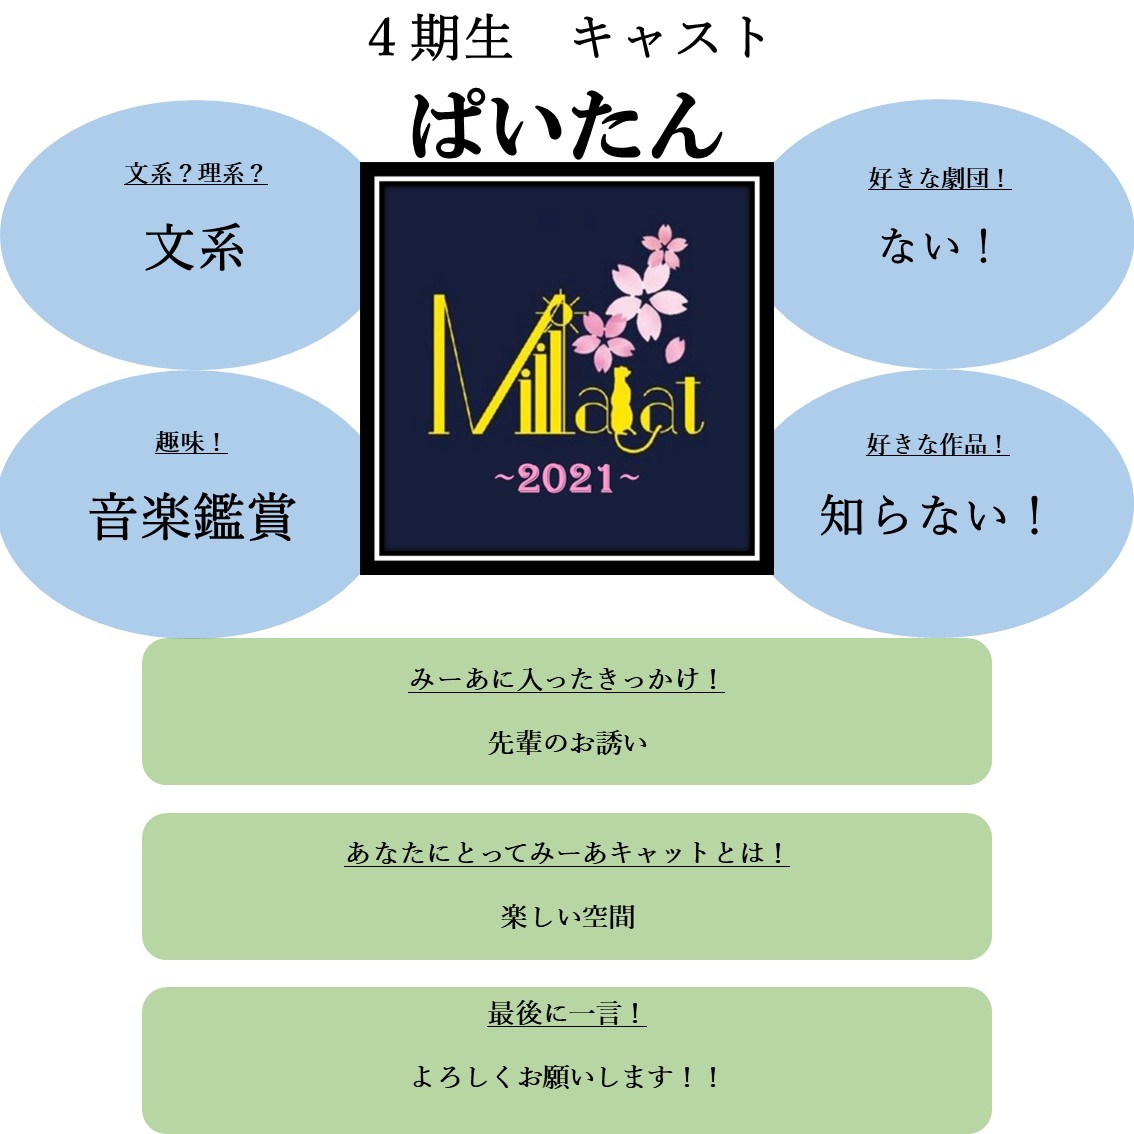 ４期生　キャスト
ぱいたん
文系？理系？
文系
好きな劇団！
ない！
趣味！
音楽鑑賞
好きな作品！
知らない！
Millacat
~2021~
みーあに入ったきっかけ！
先輩のお誘い
あなたにとってみーあキャットとは！
楽しい空間
最後に一言！
よろしくお願いします！！